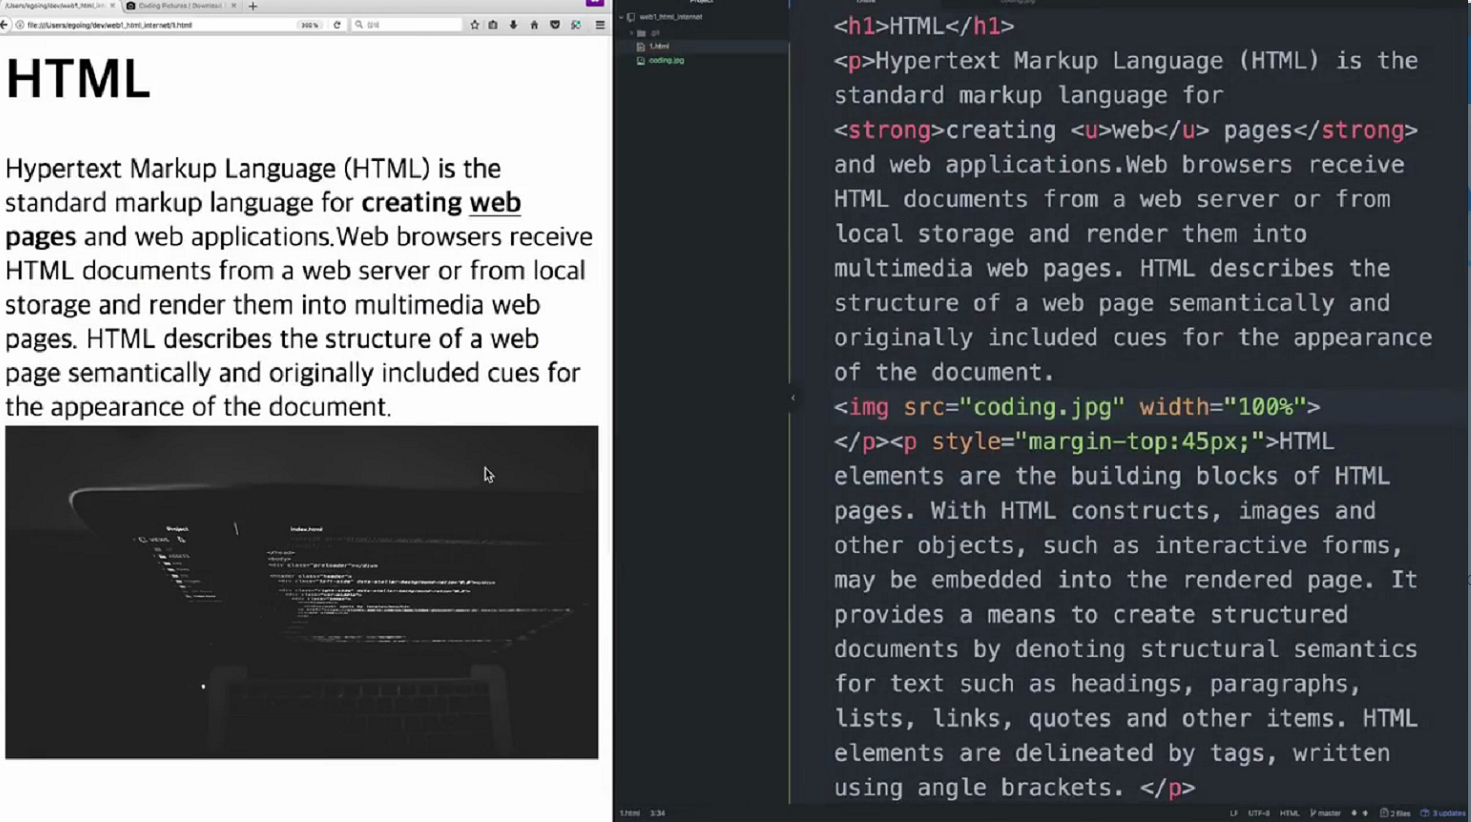 /Users/egoing/dev/web1_html_int
Coding Pictures | Download
file:///Users/egoing/dev/web1_html_internet/1.html
300%
검색
HTML
Hypertext Markup Language (HTML) is the
standard markup language for creating web
pages and web applications.Web browsers receive
HTML documents from a web server or from local
storage and render them into multimedia web
pages. HTML describes the structure of a web
page semantically and originally included cues for
the appearance of the document.
Project
VIEWS
index.html
Project
web1_html_internet
.git
1.html
coding.jpg
<h1>HTML</h1>
<p>Hypertext Markup Language (HTML) is the
standard markup language for
<strong>creating <u>web</u> pages</strong>
and web applications.Web browsers receive
HTML documents from a web server or from
local storage and render them into
multimedia web pages. HTML describes the
structure of a web page semantically and
originally included cues for the appearance
of the document.
<img src="coding.jpg" width="100%">
</p><p style="margin-top:45px;">HTML
elements are the building blocks of HTML
pages. With HTML constructs, images and
other objects, such as interactive forms,
may be embedded into the rendered page. It
provides a means to create structured
documents by denoting structural semantics
for text such as headings, paragraphs,
lists, links, quotes and other items. HTML
elements are delineated by tags, written
using angle brackets. </p>
1.html 3:34
LF UTF-8 HTML master 2 files 3 updates